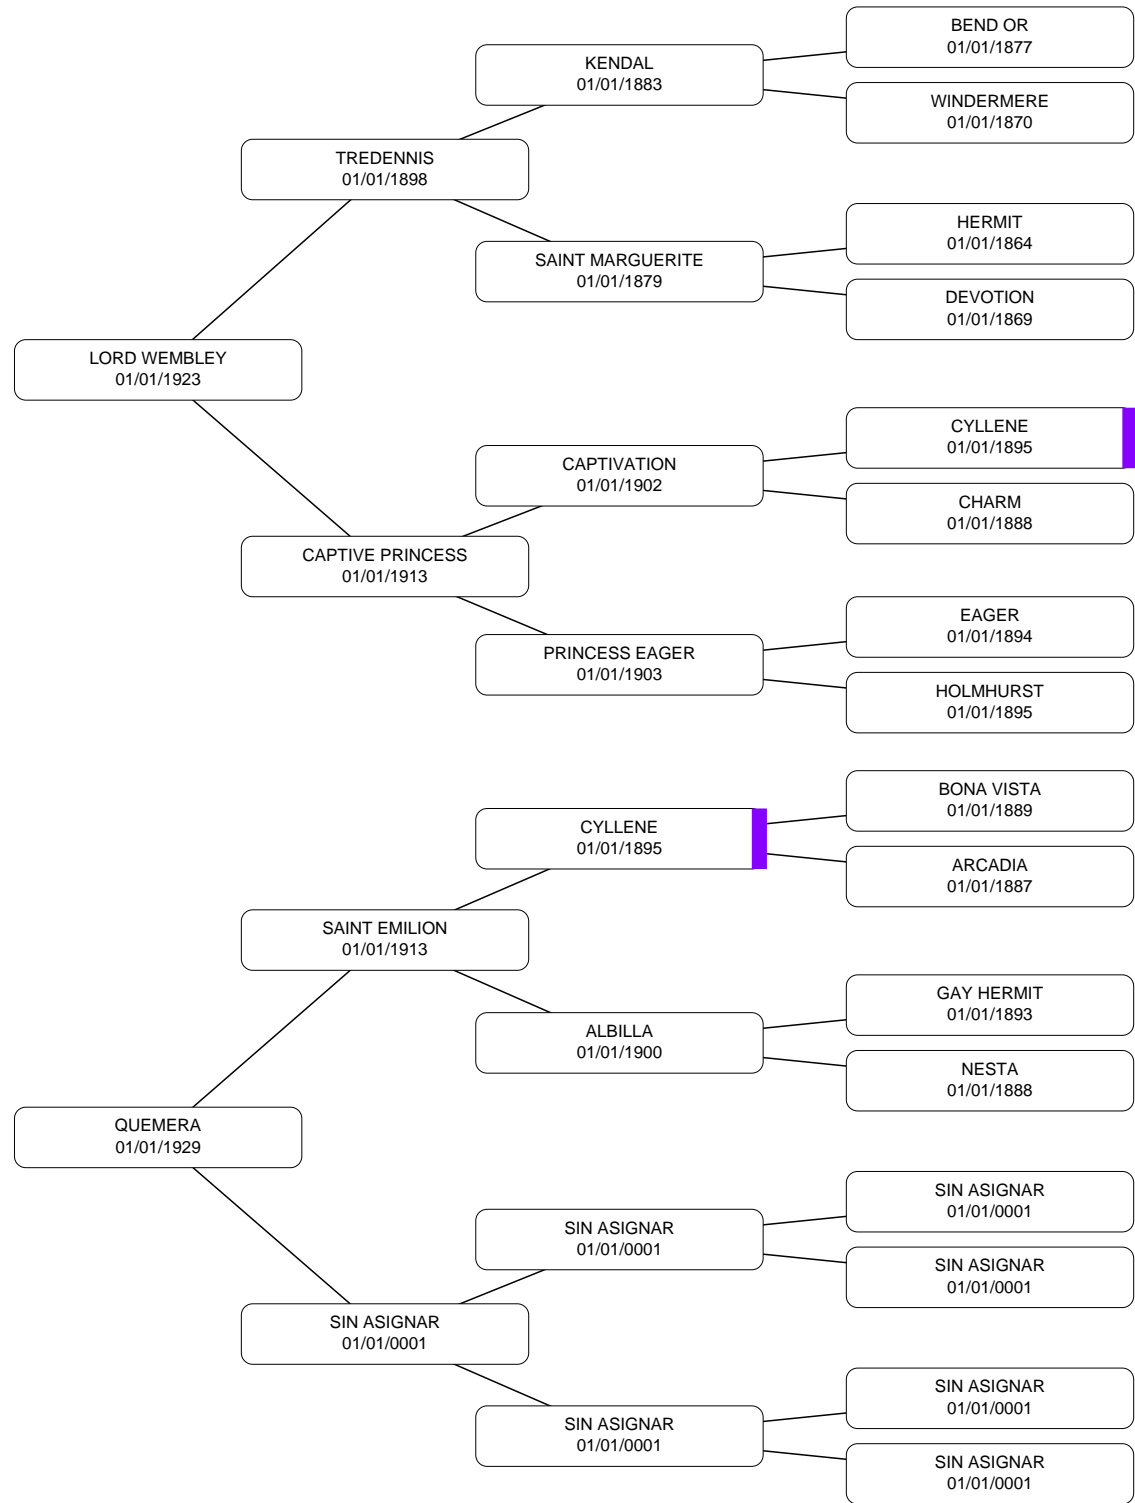 BEND OR
01/01/1877
KENDAL
01/01/1883
WINDERMERE
01/01/1870
TREDENNIS
01/01/1898
HERMIT
01/01/1864
SAINT MARGUERITE
01/01/1879
DEVOTION
01/01/1869
LORD WEMBLEY
01/01/1923
CYLLENE
01/01/1895
CAPTIVATION
01/01/1902
CHARM
01/01/1888
CAPTIVE PRINCESS
01/01/1913
EAGER
01/01/1894
PRINCESS EAGER
01/01/1903
HOLMHURST
01/01/1895
BONA VISTA
01/01/1889
CYLLENE
01/01/1895
ARCADIA
01/01/1887
SAINT EMILION
01/01/1913
GAY HERMIT
01/01/1893
ALBILLA
01/01/1900
NESTA
01/01/1888
QUEMERA
01/01/1929
SIN ASIGNAR
01/01/0001
SIN ASIGNAR
01/01/0001
SIN ASIGNAR
01/01/0001
SIN ASIGNAR
01/01/0001
SIN ASIGNAR
01/01/0001
SIN ASIGNAR
01/01/0001
SIN ASIGNAR
01/01/0001